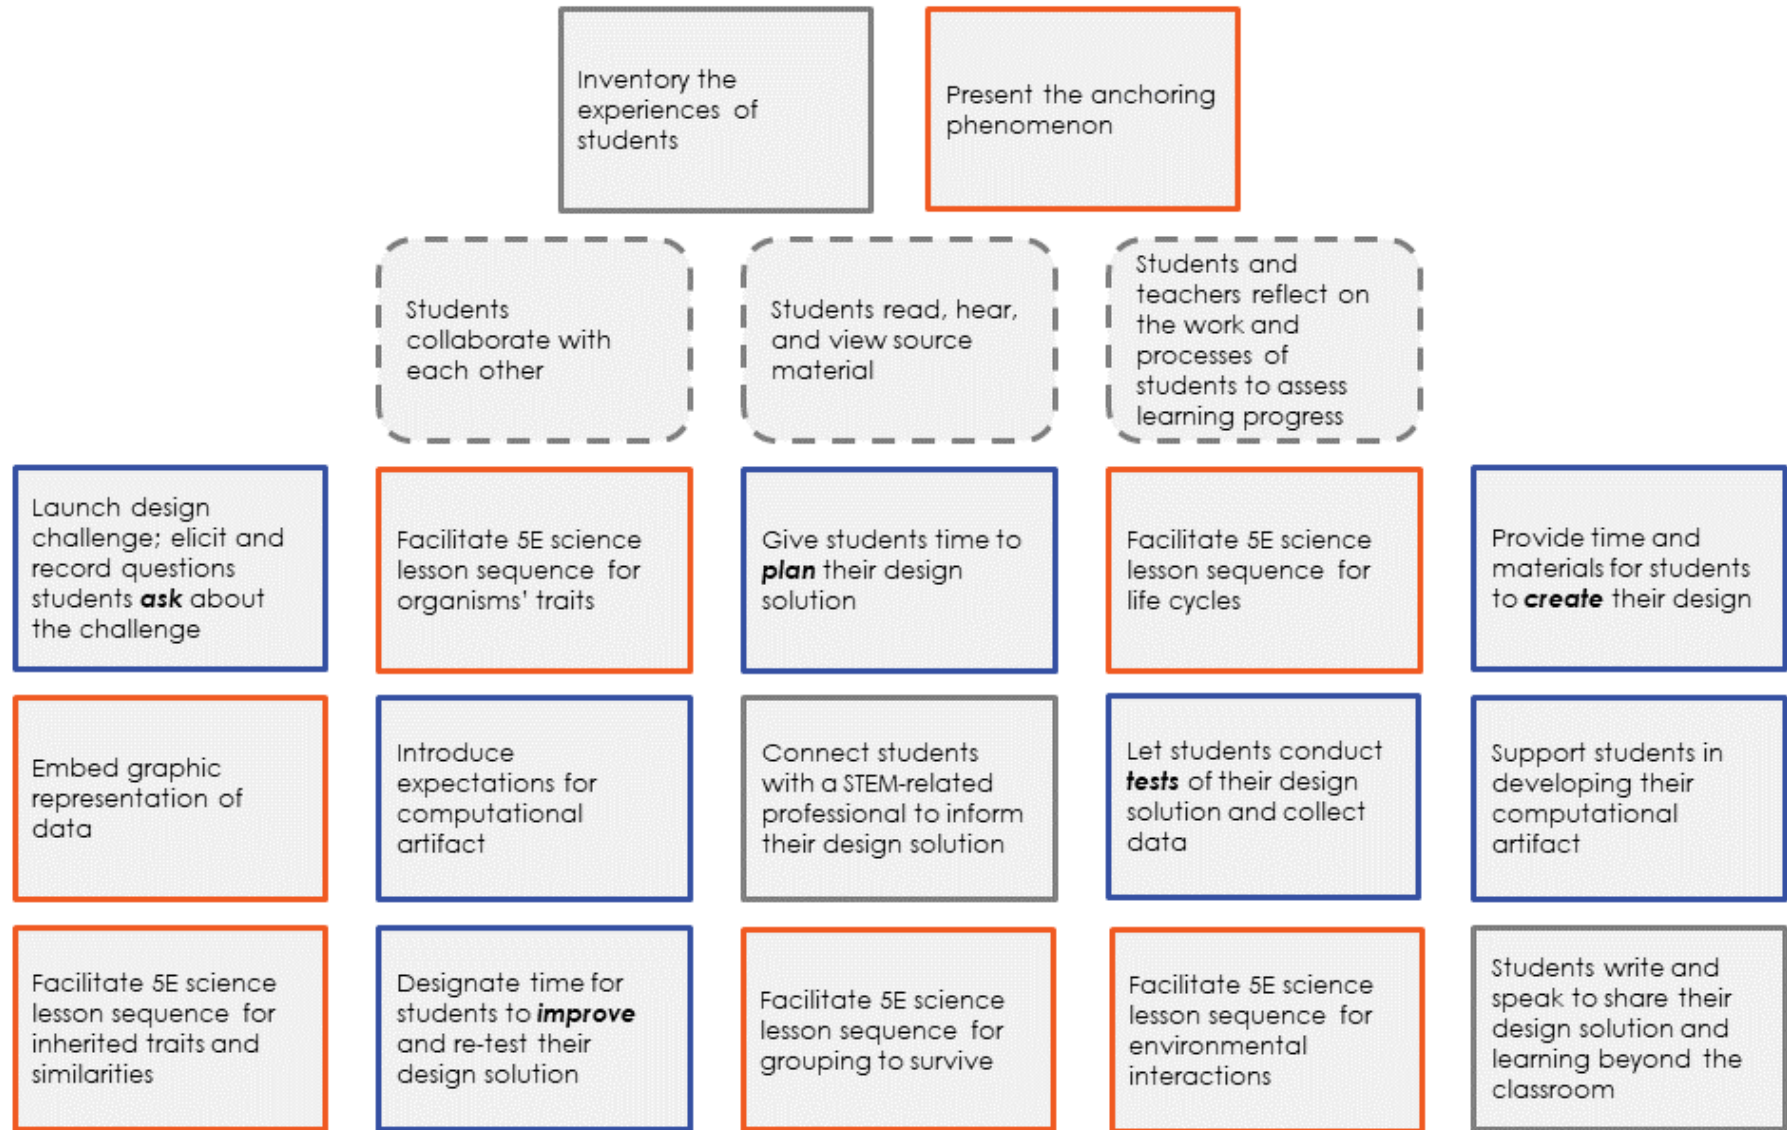 Inventory the
experiences of
students
Present the anchoring
phenomenon
Students
collaborate with
each other
Students read, hear,
and view source
material
Students and
teachers reflect on
the work and
processes of
students to assess
learning progress
Launch design
challenge; elicit and
record questions
students ask about
the challenge
Facilitate 5E science
lesson sequence for
organisms' traits
Give students time to
plan their design
solution
Facilitate 5E science
lesson sequence for
life cycles
Provide time and
materials for students
to create their design
Embed graphic
representation of
data
Introduce
expectations for
computational
artifact
Connect students
with a STEM-related
professional to inform
their design solution
Let students conduct
tests of their design
solution and collect
data
Support students in
developing their
computational
artifact
Facilitate 5E science
lesson sequence for
inherited traits and
similarities
Designate time for
students to improve
and re-test their
design solution
Facilitate 5E science
lesson sequence for
grouping to survive
Facilitate 5E science
lesson sequence for
environmental
interactions
Students write and
speak to share their
design solution and
learning beyond the
classroom